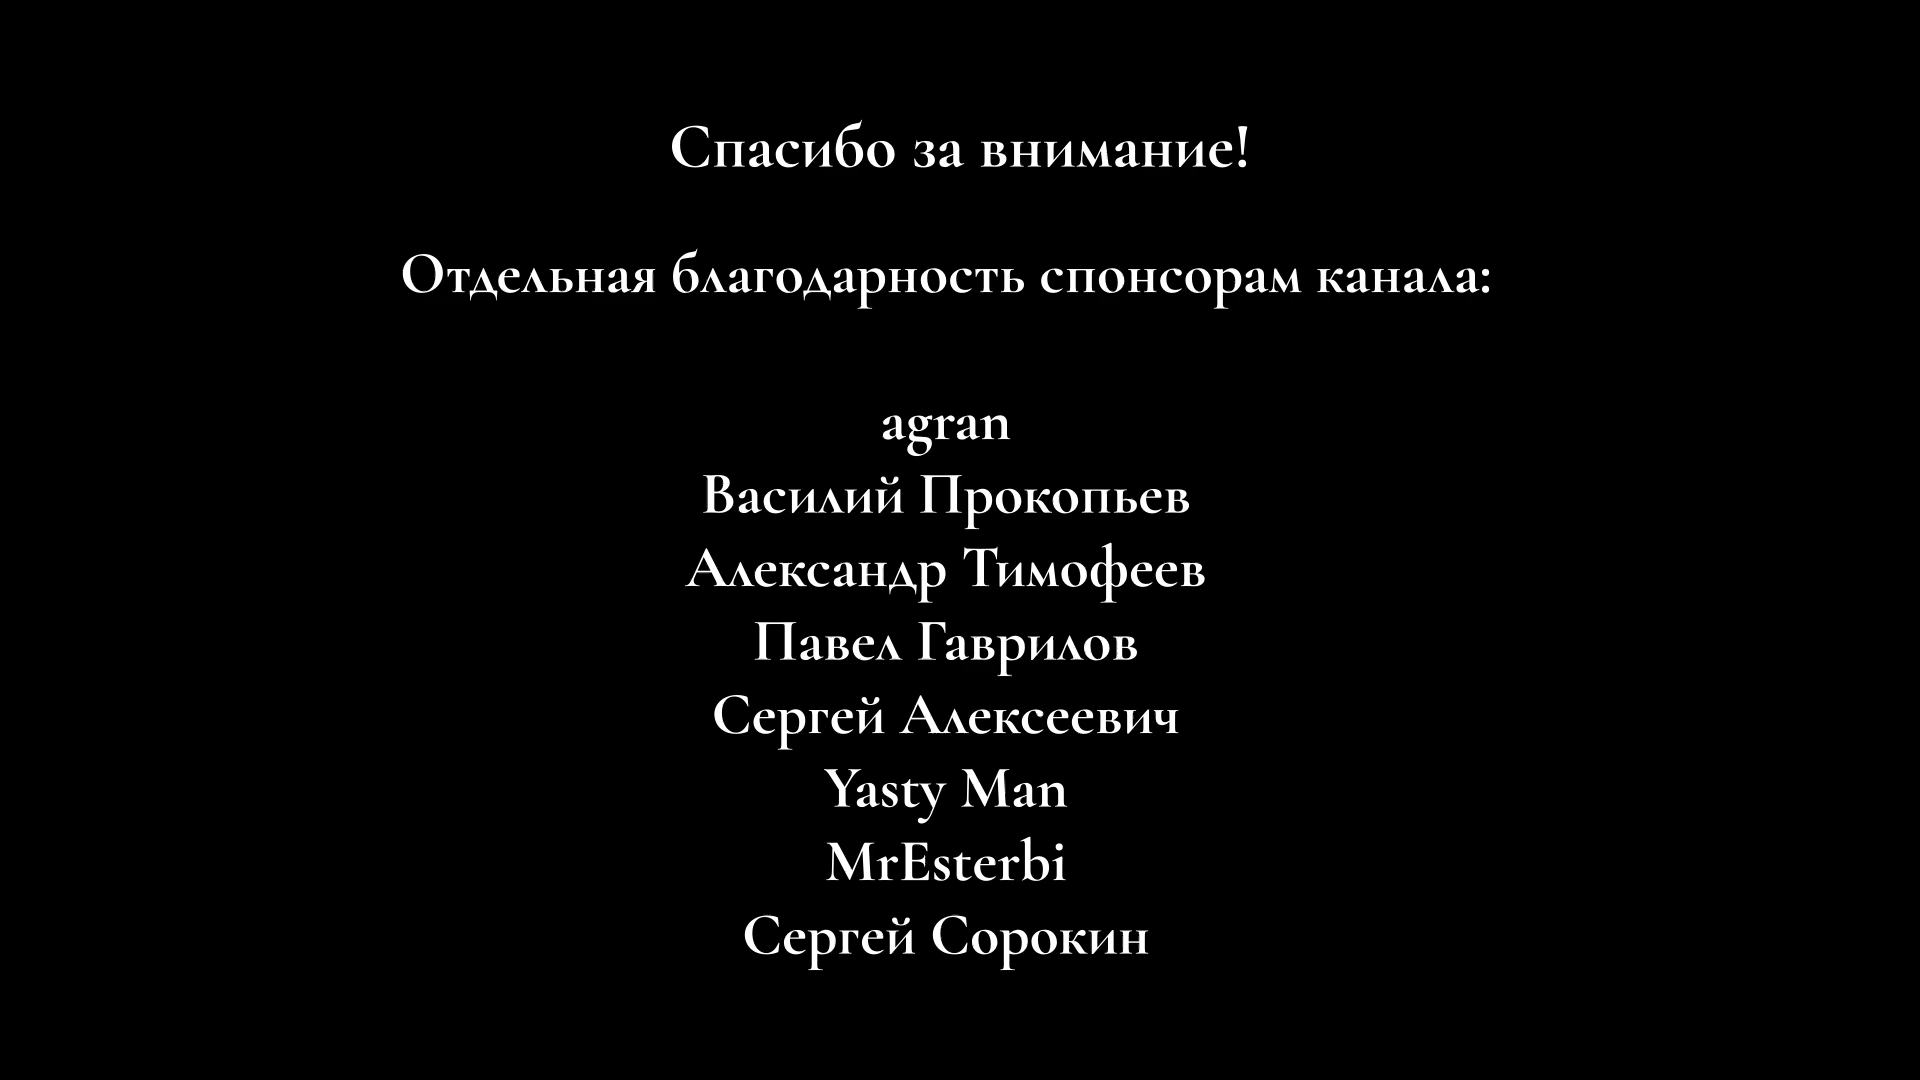 Спасибо за внимание!
Отдельная благодарность спонсорам канала:
agran
Василий Прокопьев
Александр Тимофеев
Павел Гаврилов
Сергей Алексеевич
Yasty Man
MrEsterbi
Сергей Сорокин